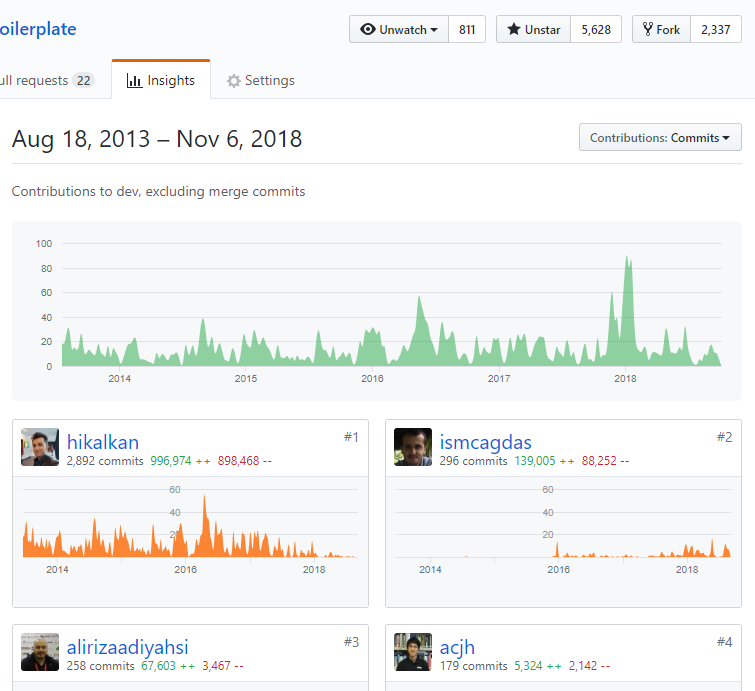 oilerplate
Unwatch 811 Unstar 5,628 Fork 2,337
ull requests 22 Insights Settings
Aug 18, 2013 – Nov 6, 2018
Contributions: Commits
Contributions to dev, excluding merge commits
100
80
60
40
20
0
2014 2015 2016 2017 2018
hikalkan #1
2,892 commits 996,974 ++ 898,468 --
60
40
20
2014 2016 2018
ismcagdas #2
296 commits 139,005 ++ 88,252 --
60
40
20
2014 2016 2018
alirizaadiyahsi #3
258 commits 67,603 ++ 3,467 --
acjh #4
179 commits 5,324 ++ 2,142 --